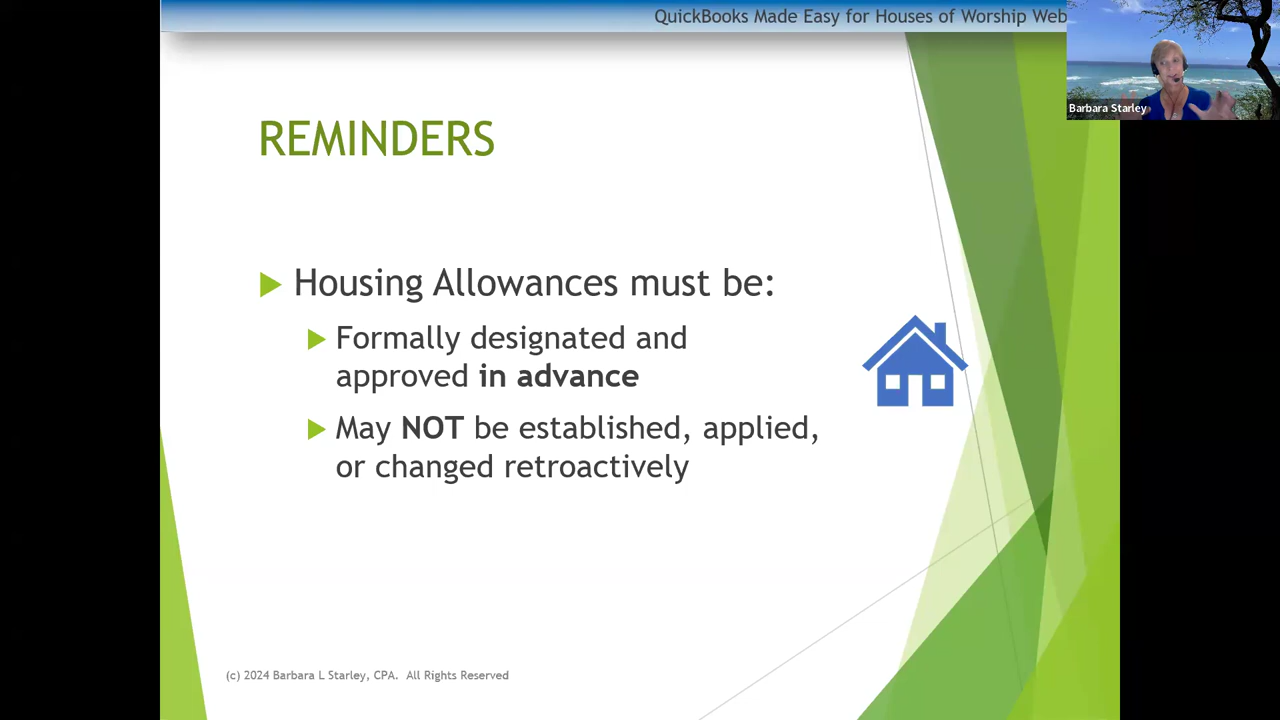 QuickBooks Made Easy for Houses of Worship Web
Barbara Starley
REMINDERS
Housing Allowances must be:
Formally designated and
approved in advance
May NOT be established, applied,
or changed retroactively
(c) 2024 Barbara L Starley, CPA. All Rights Reserved